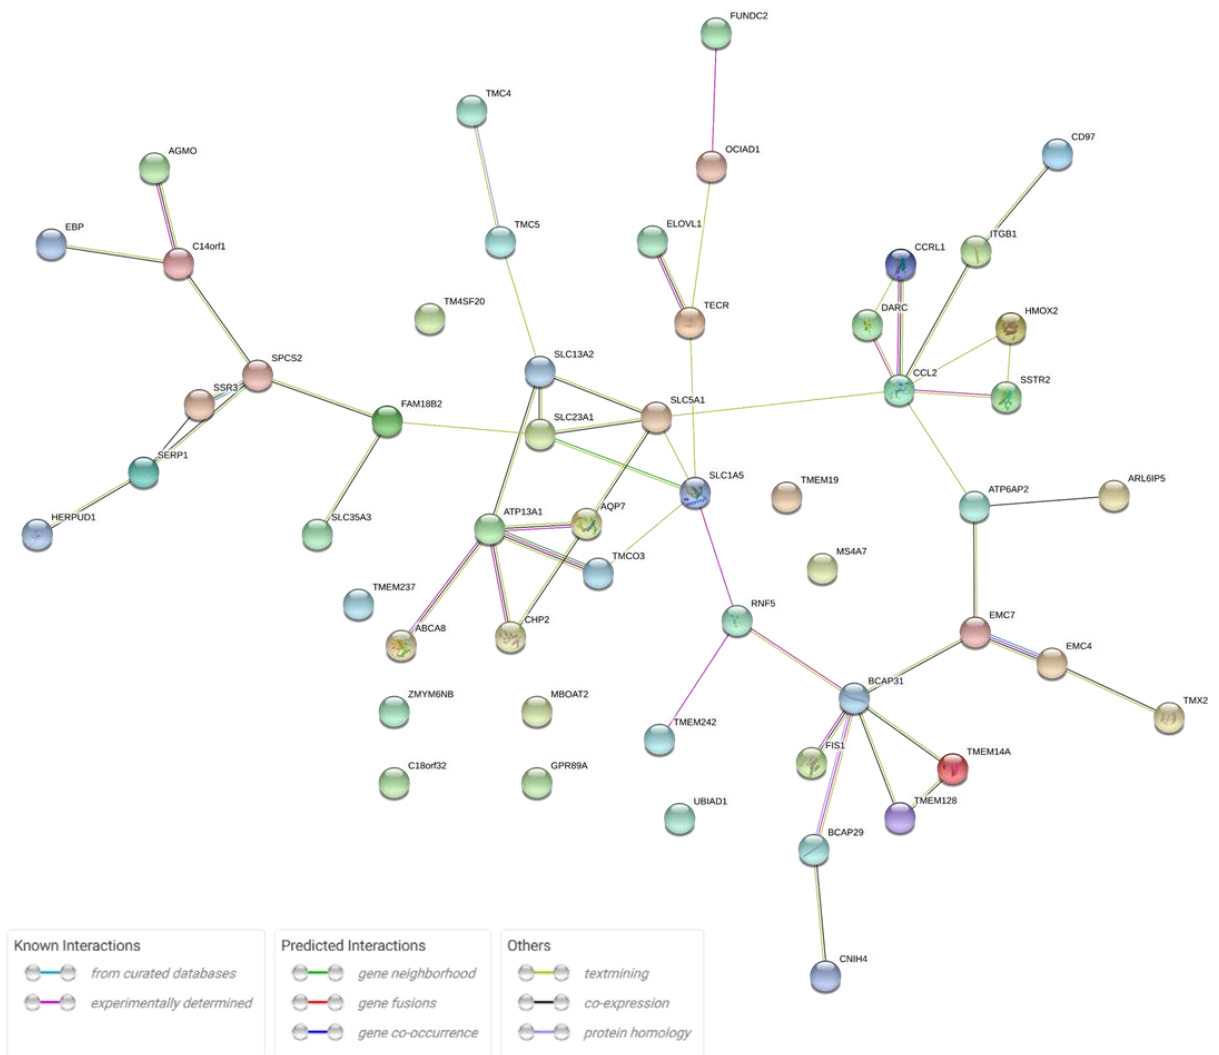 FUNDC2
TMC4
OCIAD1
CD97
AGMO
EBP
C14orf1
TMC5
ELOVL1
CCRL1
ITGB1
TM4SF20
TECR
DARC
HMOX2
SPCS2
SLC13A2
CCL2
SSTR2
SSR3
FAM18B2
SLC23A1
SLC5A1
SERP1
SLC1A5
TMEM19
ATP6AP2
ARL6IP5
HERPUD1
SLC35A3
ATP13A1
AQP7
TMCO3
MS4A7
TMEM237
ABCA8
CHP2
RNF5
EMC7
EMC4
ZMYM6NB
MBOAT2
BCAP31
TMX2
TMEM242
FIS1
TMEM14A
C18orf32
GPR89A
UBIAD1
TMEM128
BCAP29
CNIH4
Known Interactions
from curated databases
experimentally determined
Predicted Interactions
gene neighborhood
gene fusions
gene co-occurrence
Others
textmining
co-expression
protein homology